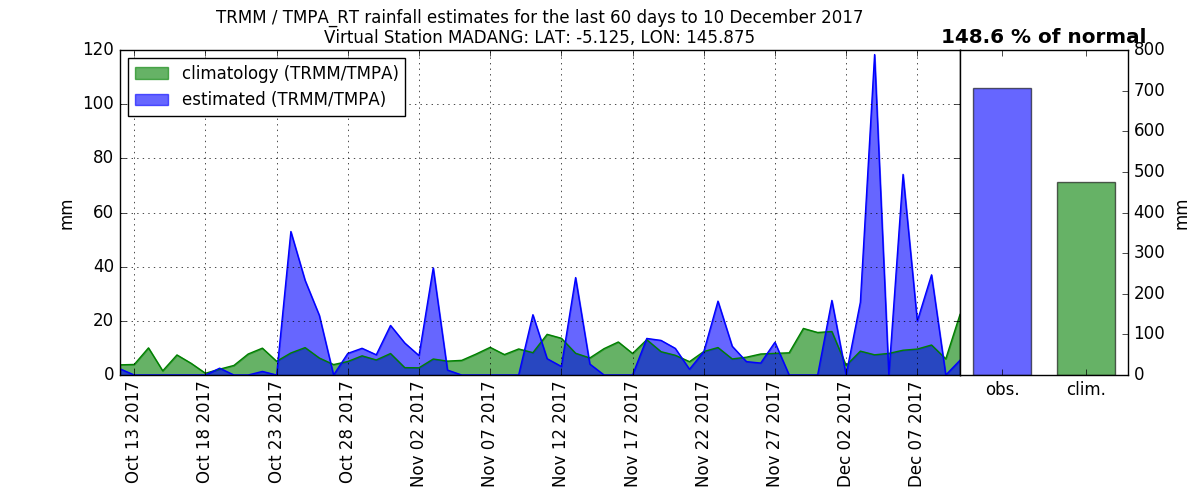 TRMM / TMPA_RT rainfall estimates for the last 60 days to 10 December 2017
Virtual Station MADANG: LAT: -5.125, LON: 145.875
148.6 % of normal
climatology (TRMM/TMPA)
estimated (TRMM/TMPA)
mm
120
100
80
60
40
20
0
Oct 13 2017
Oct 18 2017
Oct 23 2017
Oct 28 2017
Nov 02 2017
Nov 07 2017
Nov 12 2017
Nov 17 2017
Nov 22 2017
Nov 27 2017
Dec 02 2017
Dec 07 2017
800
700
600
500
400
300
200
100
0
mm
obs.
clim.